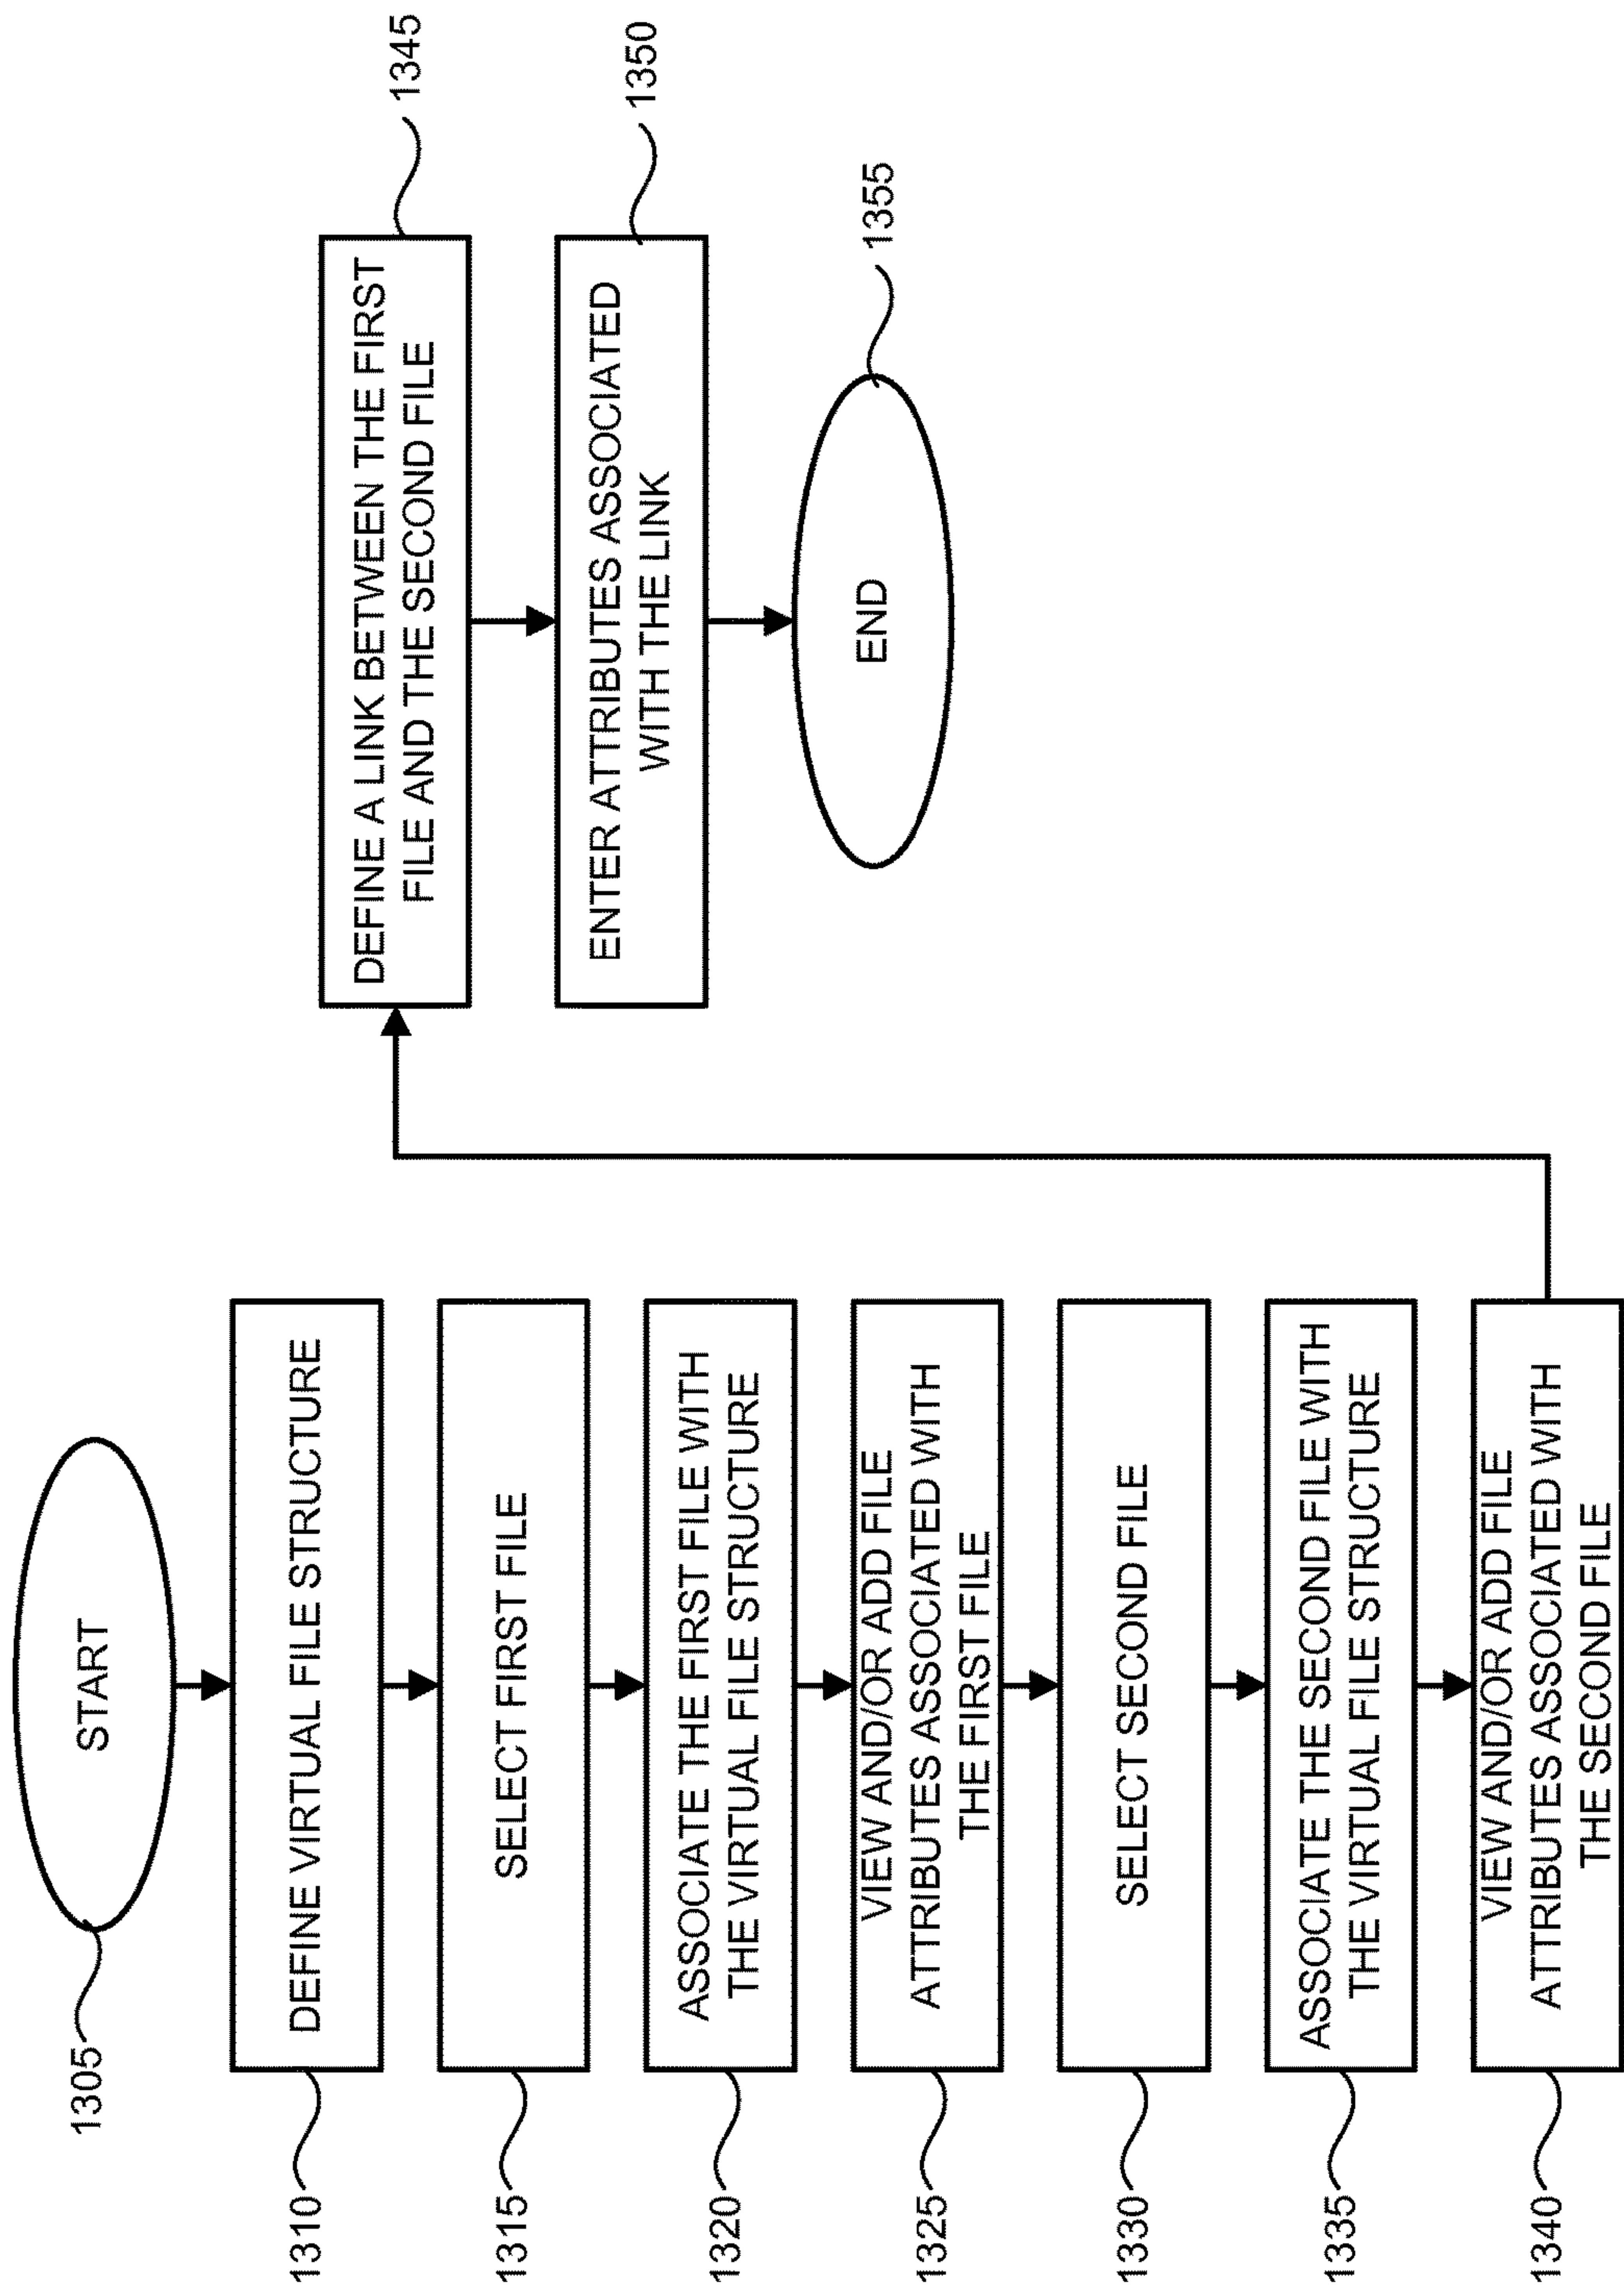 START
1305
DEFINE VIRTUAL FILE STRUCTURE
1310
SELECT FIRST FILE
1315
ASSOCIATE THE FIRST FILE WITH
THE VIRTUAL FILE STRUCTURE
1320
VIEW AND/OR ADD FILE
ATTRIBUTES ASSOCIATED WITH
THE FIRST FILE
1325
SELECT SECOND FILE
1330
ASSOCIATE THE SECOND FILE WITH
THE VIRTUAL FILE STRUCTURE
1335
VIEW AND/OR ADD FILE
ATTRIBUTES ASSOCIATED WITH
THE SECOND FILE
1340
DEFINE A LINK BETWEEN THE FIRST
FILE AND THE SECOND FILE
1345
ENTER ATTRIBUTES ASSOCIATED
WITH THE LINK
1350
END
1355